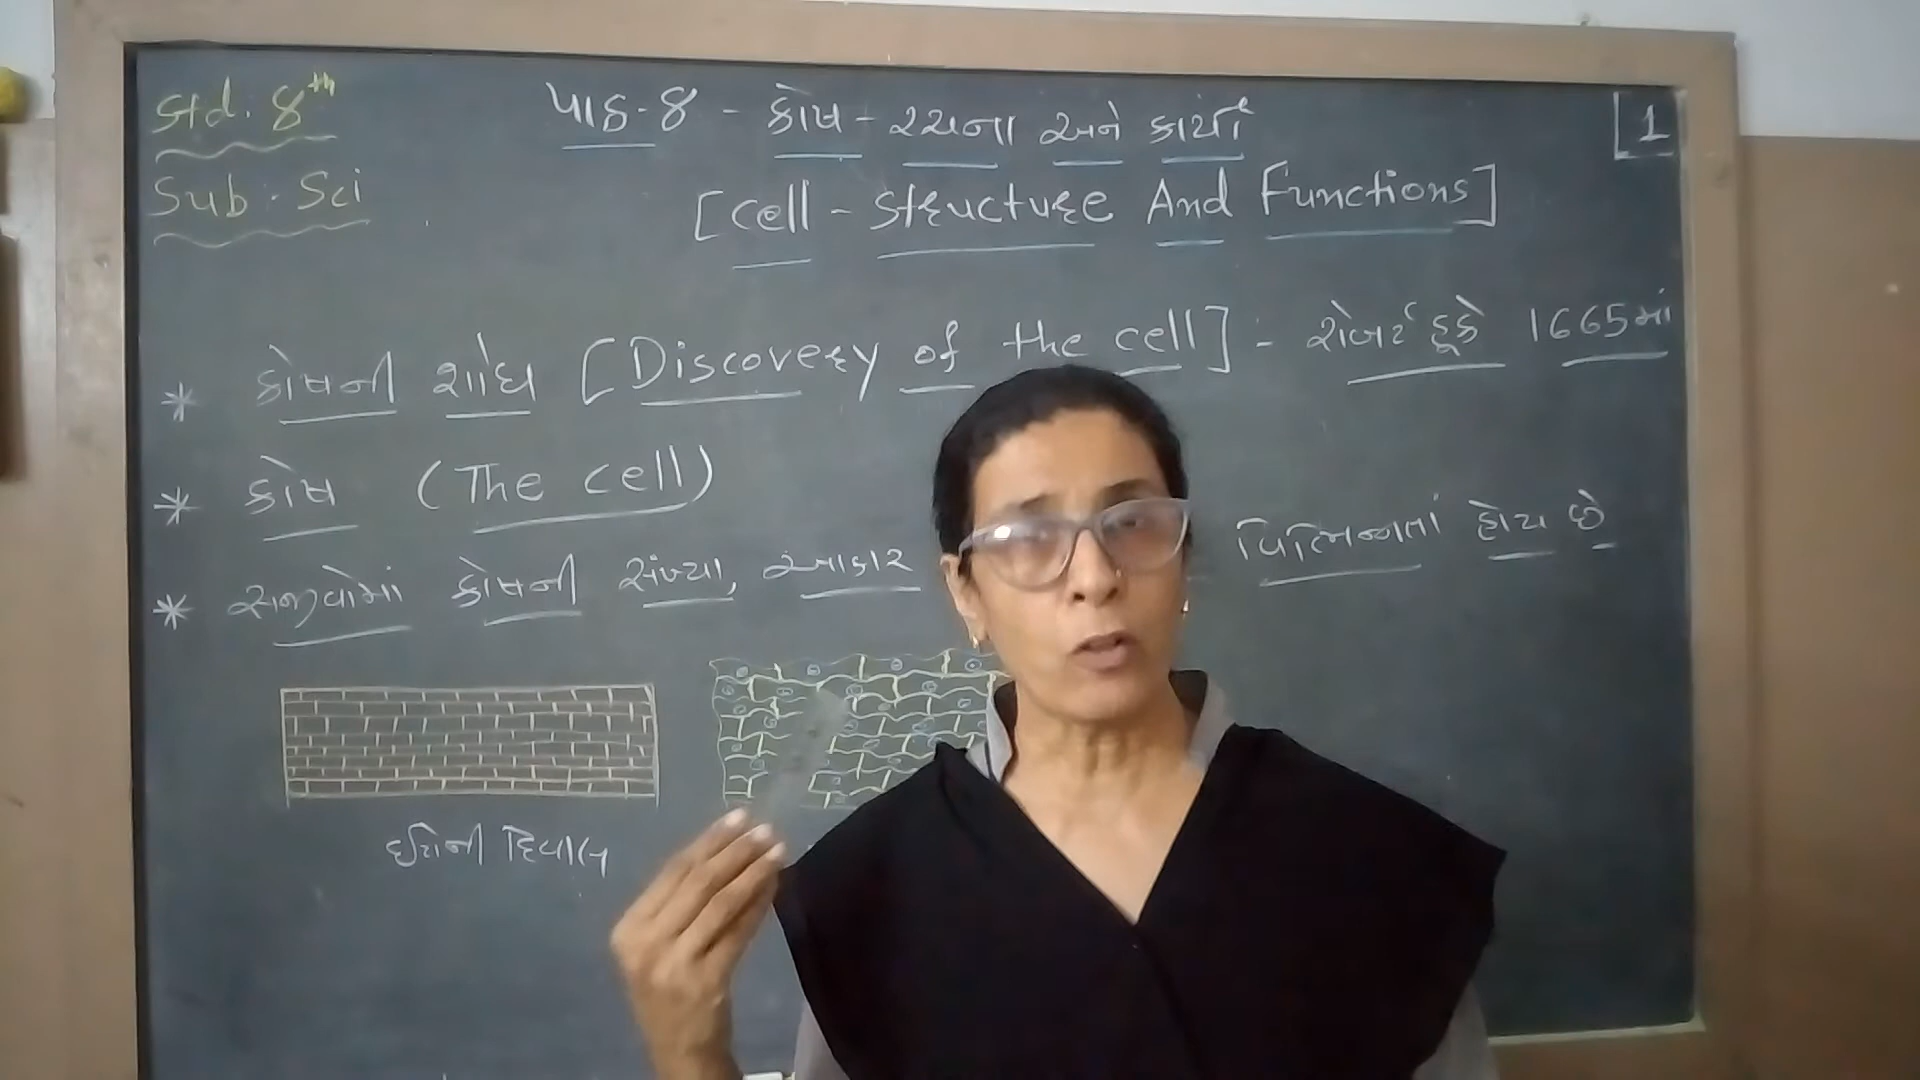 Std. 8th
Sub. Sci
પાઠ-8 - કોષ - રચના અને કાર્યો
[1
[Cell - Structure And Functions]
* કોષની શોધ [Discovery of the cell] - રોબર્ટ હૂકે 1665માં
* કોષ (The cell)
* સજીવોમાં કોષની સંખ્યા, આકાર વિભિન્નતા હોય છે
ઈંટોની દિવાલ